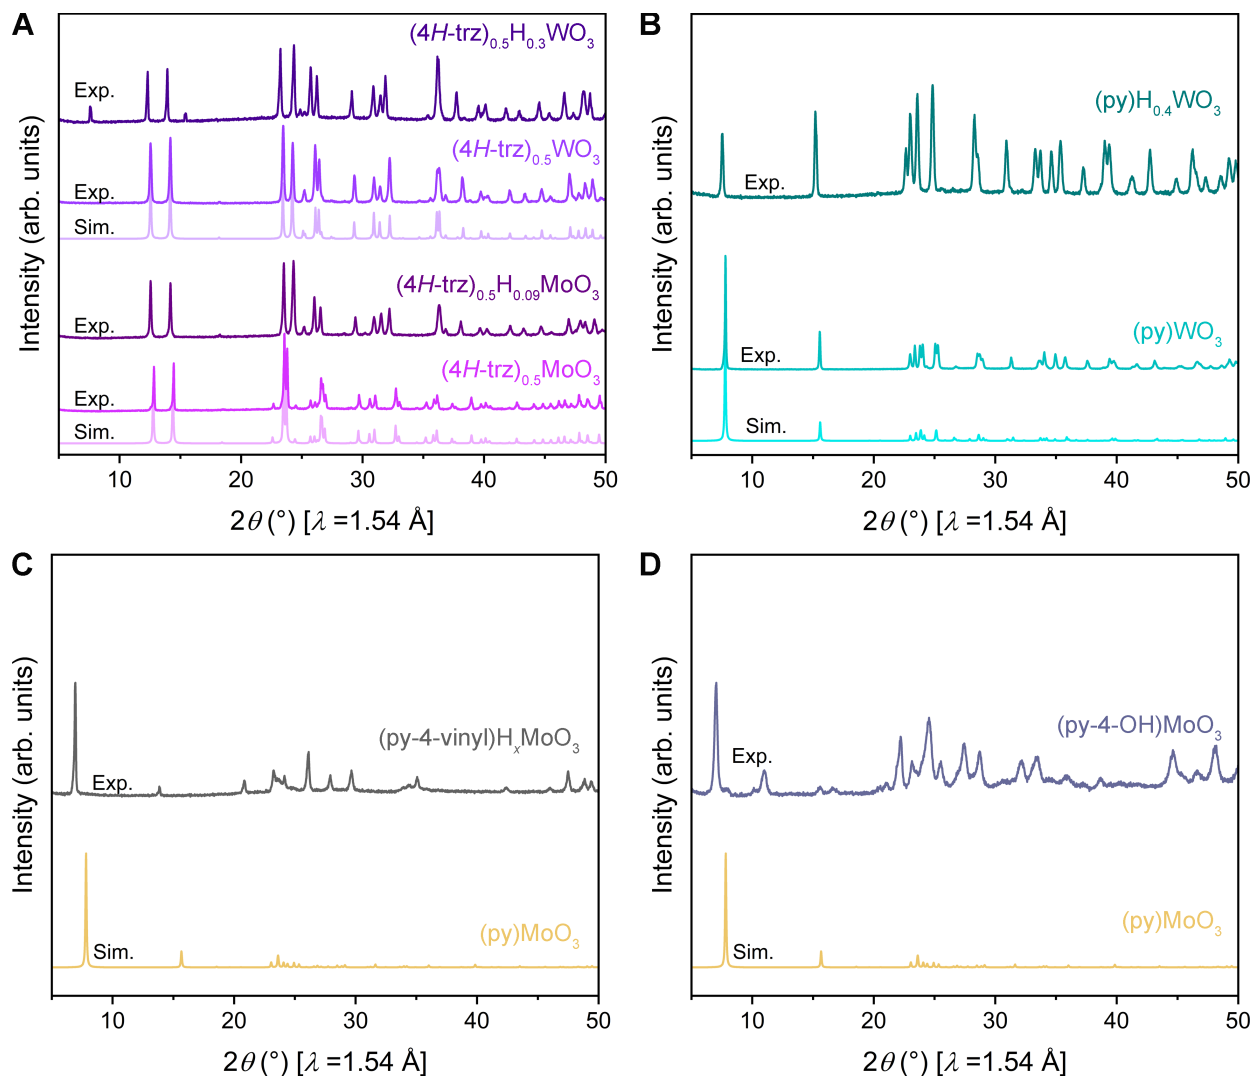 A
(4H-trz)0.5H0.3WO3
Exp.
(4H-trz)0.5WO3
Exp.
Sim.
(4H-trz)0.5H0.09MoO3
Exp.
(4H-trz)0.5MoO3
Exp.
Sim.
Intensity (arb. units)
10 20 30 40 50
2θ (°) [λ =1.54 Å]
B
(py)H0.4WO3
Exp.
(py)WO3
Exp.
Sim.
Intensity (arb. units)
10 20 30 40 50
2θ (°) [λ =1.54 Å]
C
(py-4-vinyl)HxMoO3
Exp.
(py)MoO3
Sim.
Intensity (arb. units)
10 20 30 40 50
2θ (°) [λ =1.54 Å]
D
(py-4-OH)MoO3
Exp.
(py)MoO3
Sim.
Intensity (arb. units)
10 20 30 40 50
2θ (°) [λ =1.54 Å]